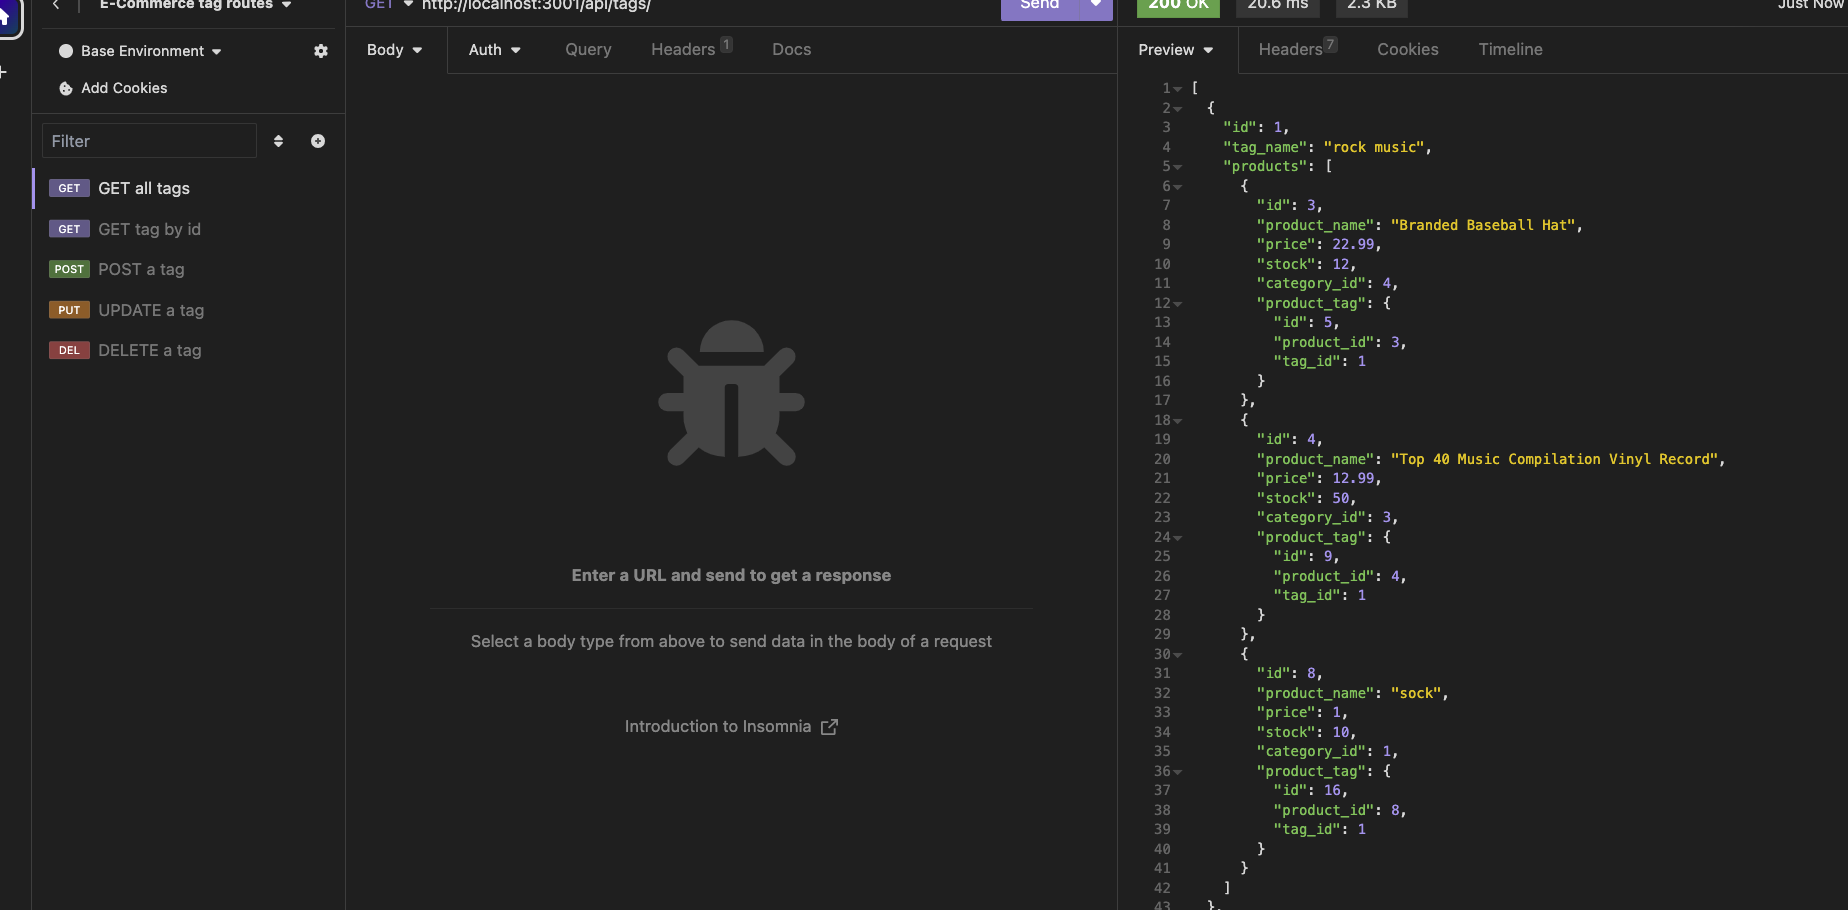 E-Commerce tag routes
Base Environment
Add Cookies
Filter
GET GET all tags
GET GET tag by id
POST POST a tag
PUT UPDATE a tag
DEL DELETE a tag
GET http://localhost:3001/api/tags/ Send
Body Auth Query Headers 1 Docs
Enter a URL and send to get a response
Select a body type from above to send data in the body of a request
Introduction to Insomnia
200 OK 20.6 ms 2.3 KB Just Now
Preview Headers 7 Cookies Timeline
1 [
2 {
3 "id": 1,
4 "tag_name": "rock music",
5 "products": [
6 {
7 "id": 3,
8 "product_name": "Branded Baseball Hat",
9 "price": 22.99,
10 "stock": 12,
11 "category_id": 4,
12 "product_tag": {
13 "id": 5,
14 "product_id": 3,
15 "tag_id": 1
16 }
17 },
18 {
19 "id": 4,
20 "product_name": "Top 40 Music Compilation Vinyl Record",
21 "price": 12.99,
22 "stock": 50,
23 "category_id": 3,
24 "product_tag": {
25 "id": 9,
26 "product_id": 4,
27 "tag_id": 1
28 }
29 },
30 {
31 "id": 8,
32 "product_name": "sock",
33 "price": 1,
34 "stock": 10,
35 "category_id": 1,
36 "product_tag": {
37 "id": 16,
38 "product_id": 8,
39 "tag_id": 1
40 }
41 }
42 ]
43 },